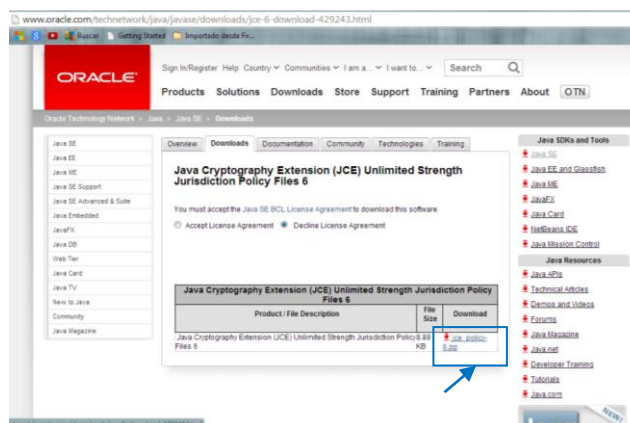 www.oracle.com/technetwork/java/javase/downloads/jce-6-download-429243.html
Buscar Getting Started Importado desde Fir...
ORACLE
Sign In/Register Help Country Communities I am a... I want to... Search
Products Solutions Downloads Store Support Training Partners About OTN
Oracle Technology Network > Java > Java SE > Downloads
Java SE
Java EE
Java ME
Java SE Support
Java SE Advanced & Suite
Java Embedded
JavaFX
Java DB
Web Tier
Java Card
Java TV
New to Java
Community
Java Magazine
Overview Downloads Documentation Community Technologies Training
Java Cryptography Extension (JCE) Unlimited Strength
Jurisdiction Policy Files 6
You must accept the Java SE BCL License Agreement to download this software.
Accept License Agreement Decline License Agreement
Java Cryptography Extension (JCE) Unlimited Strength Jurisdiction Policy
Files 6
Product / File Description File Size Download
Java Cryptography Extension (JCE) Unlimited Strength Jurisdiction Policy 8.89 jce_policy-
Files 6 KB 6.zip
Java SDKs and Tools
Java SE
Java EE and Glassfish
Java ME
JavaFX
Java Card
NetBeans IDE
Java Mission Control
Java Resources
Java APIs
Technical Articles
Demos and Videos
Forums
Java Magazine
Java.net
Developer Training
Tutorials
Java.com
NEW!